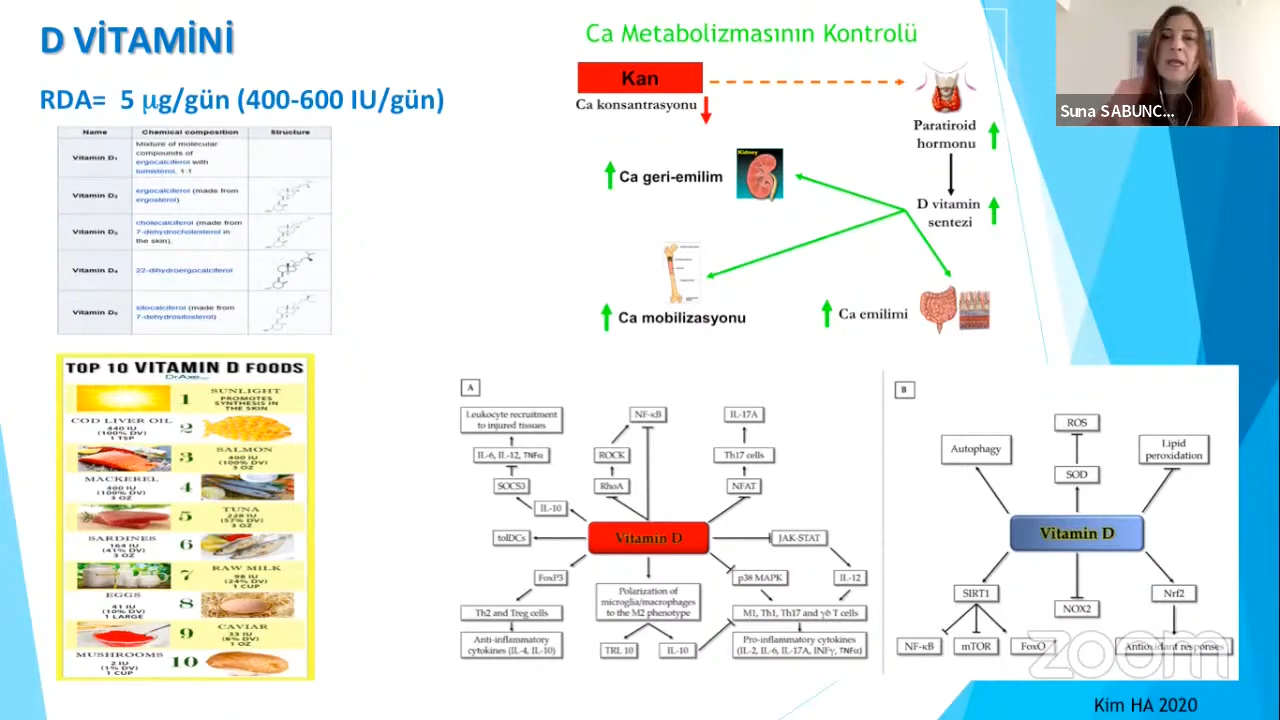 D VİTAMİNİ
RDA= 5 µg/gün (400-600 IU/gün)
Name Chemical composition Structure
Vitamin D₁
Mixture of molecular
compounds of
ergocalciferol with
lumisterol, 1:1
Vitamin D₂
ergocalciferol (made from
ergosterol)
Vitamin D₃
cholecalciferol (made from
7-dehydrocholesterol in
the skin).
Vitamin D₄
22-dihydroergocalciferol
Vitamin D₅
sitocalciferol (made from
7-dehydrositosterol)
TOP 10 VITAMIN D FOODS
DrAxe
1
SUNLIGHT
PROMOTES
SYNTHESIS IN
THE SKIN
COD LIVER OIL
440 IU
(100% DV)
1 TSP
2
3
SALMON
400 IU
(100% DV)
3 OZ
MACKEREL
400 IU
(100% DV)
3 OZ
4
5
TUNA
228 IU
(57% DV)
3 OZ
SARDINES
164 IU
(41% DV)
3 OZ
6
7
RAW MILK
98 IU
(24% DV)
1 CUP
EGGS
41 IU
(10% DV)
1 LARGE
8
9
CAVIAR
33 IU
(8% DV)
1 OZ
MUSHROOMS
2 IU
(1% DV)
1 CUP
10
Ca Metabolizmasının Kontrolü
Kan
Ca konsantrasyonu
Paratiroid
hormonu
D vitamin
sentezi
Kidney
Ca geri-emilim
Ca mobilizasyonu
Ca emilimi
A
Leukocyte recruitment
to injured tissues
NF-κB
IL-17A
IL-6, IL-12, TNFα
ROCK
Th17 cells
SOCS3
RhoA
NFAT
IL-10
tolDCs
Vitamin D
JAK-STAT
FoxP3
Polarization of
microglia/macrophages
to the M2 phenotype
p38 MAPK
IL-12
Th2 and Treg cells
M1, Th1, Th17 and γδ T cells
Anti-inflammatory
cytokines (IL-4, IL-10)
TRL 10
IL-10
Pro-inflammatory cytokines
(IL-2, IL-6, IL-17A, INFγ, TNFα)
B
ROS
Autophagy
Lipid
peroxidation
SOD
Vitamin D
SIRT1
NOX2
Nrf2
NF-κB
mTOR
FoxO
Antioxidant responses
zoom
Kim HA 2020
Suna SABUNC...